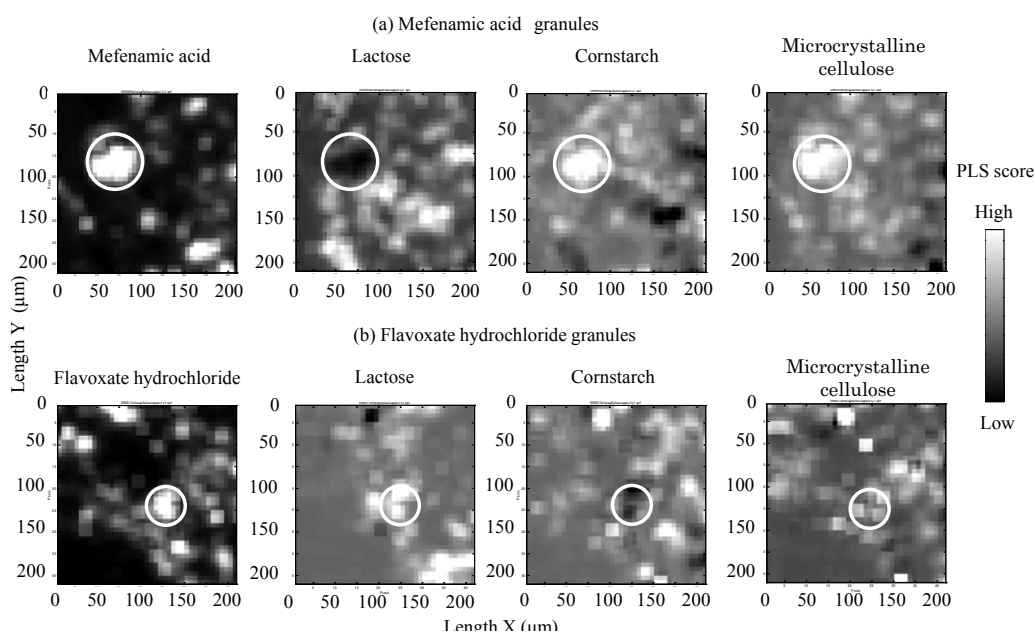 (a) Mefenamic acid granules
Mefenamic acid
Lactose
Cornstarch
Microcrystalline
cellulose
0
50
100
150
200
0 50 100 150 200
0
50
100
150
200
0 50 100 150 200
0
50
100
150
200
0 50 100 150 200
0
50
100
150
200
0 50 100 150 200
PLS score
High
Low
Length Y (μm)
(b) Flavoxate hydrochloride granules
Flavoxate hydrochloride
Lactose
Cornstarch
Microcrystalline
cellulose
0
50
100
150
200
0 50 100 150 200
0
50
100
150
200
0 50 100 150 200
0
50
100
150
200
0 50 100 150 200
0
50
100
150
200
0 50 100 150 200
Pixels
Length X (μm)